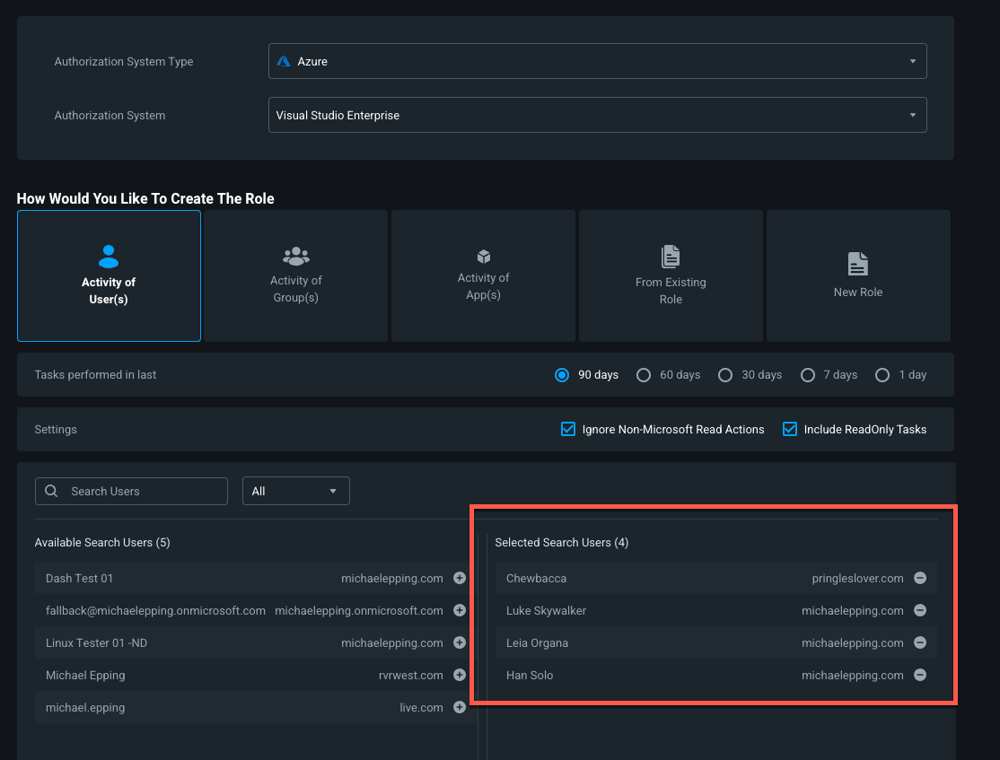 Authorization System Type
Azure
Authorization System
Visual Studio Enterprise
How Would You Like To Create The Role
Activity of
User(s)
Activity of
Group(s)
Activity of
App(s)
From Existing
Role
New Role
Tasks performed in last
90 days
60 days
30 days
7 days
1 day
Settings
Ignore Non-Microsoft Read Actions
Include ReadOnly Tasks
Search Users
All
Available Search Users (5)
Dash Test 01 michaelepping.com
fallback@michaelepping.onmicrosoft.com michaelepping.onmicrosoft.com
Linux Tester 01 -ND michaelepping.com
Michael Epping rvrwest.com
michael.epping live.com
Selected Search Users (4)
Chewbacca pringleslover.com
Luke Skywalker michaelepping.com
Leia Organa michaelepping.com
Han Solo michaelepping.com